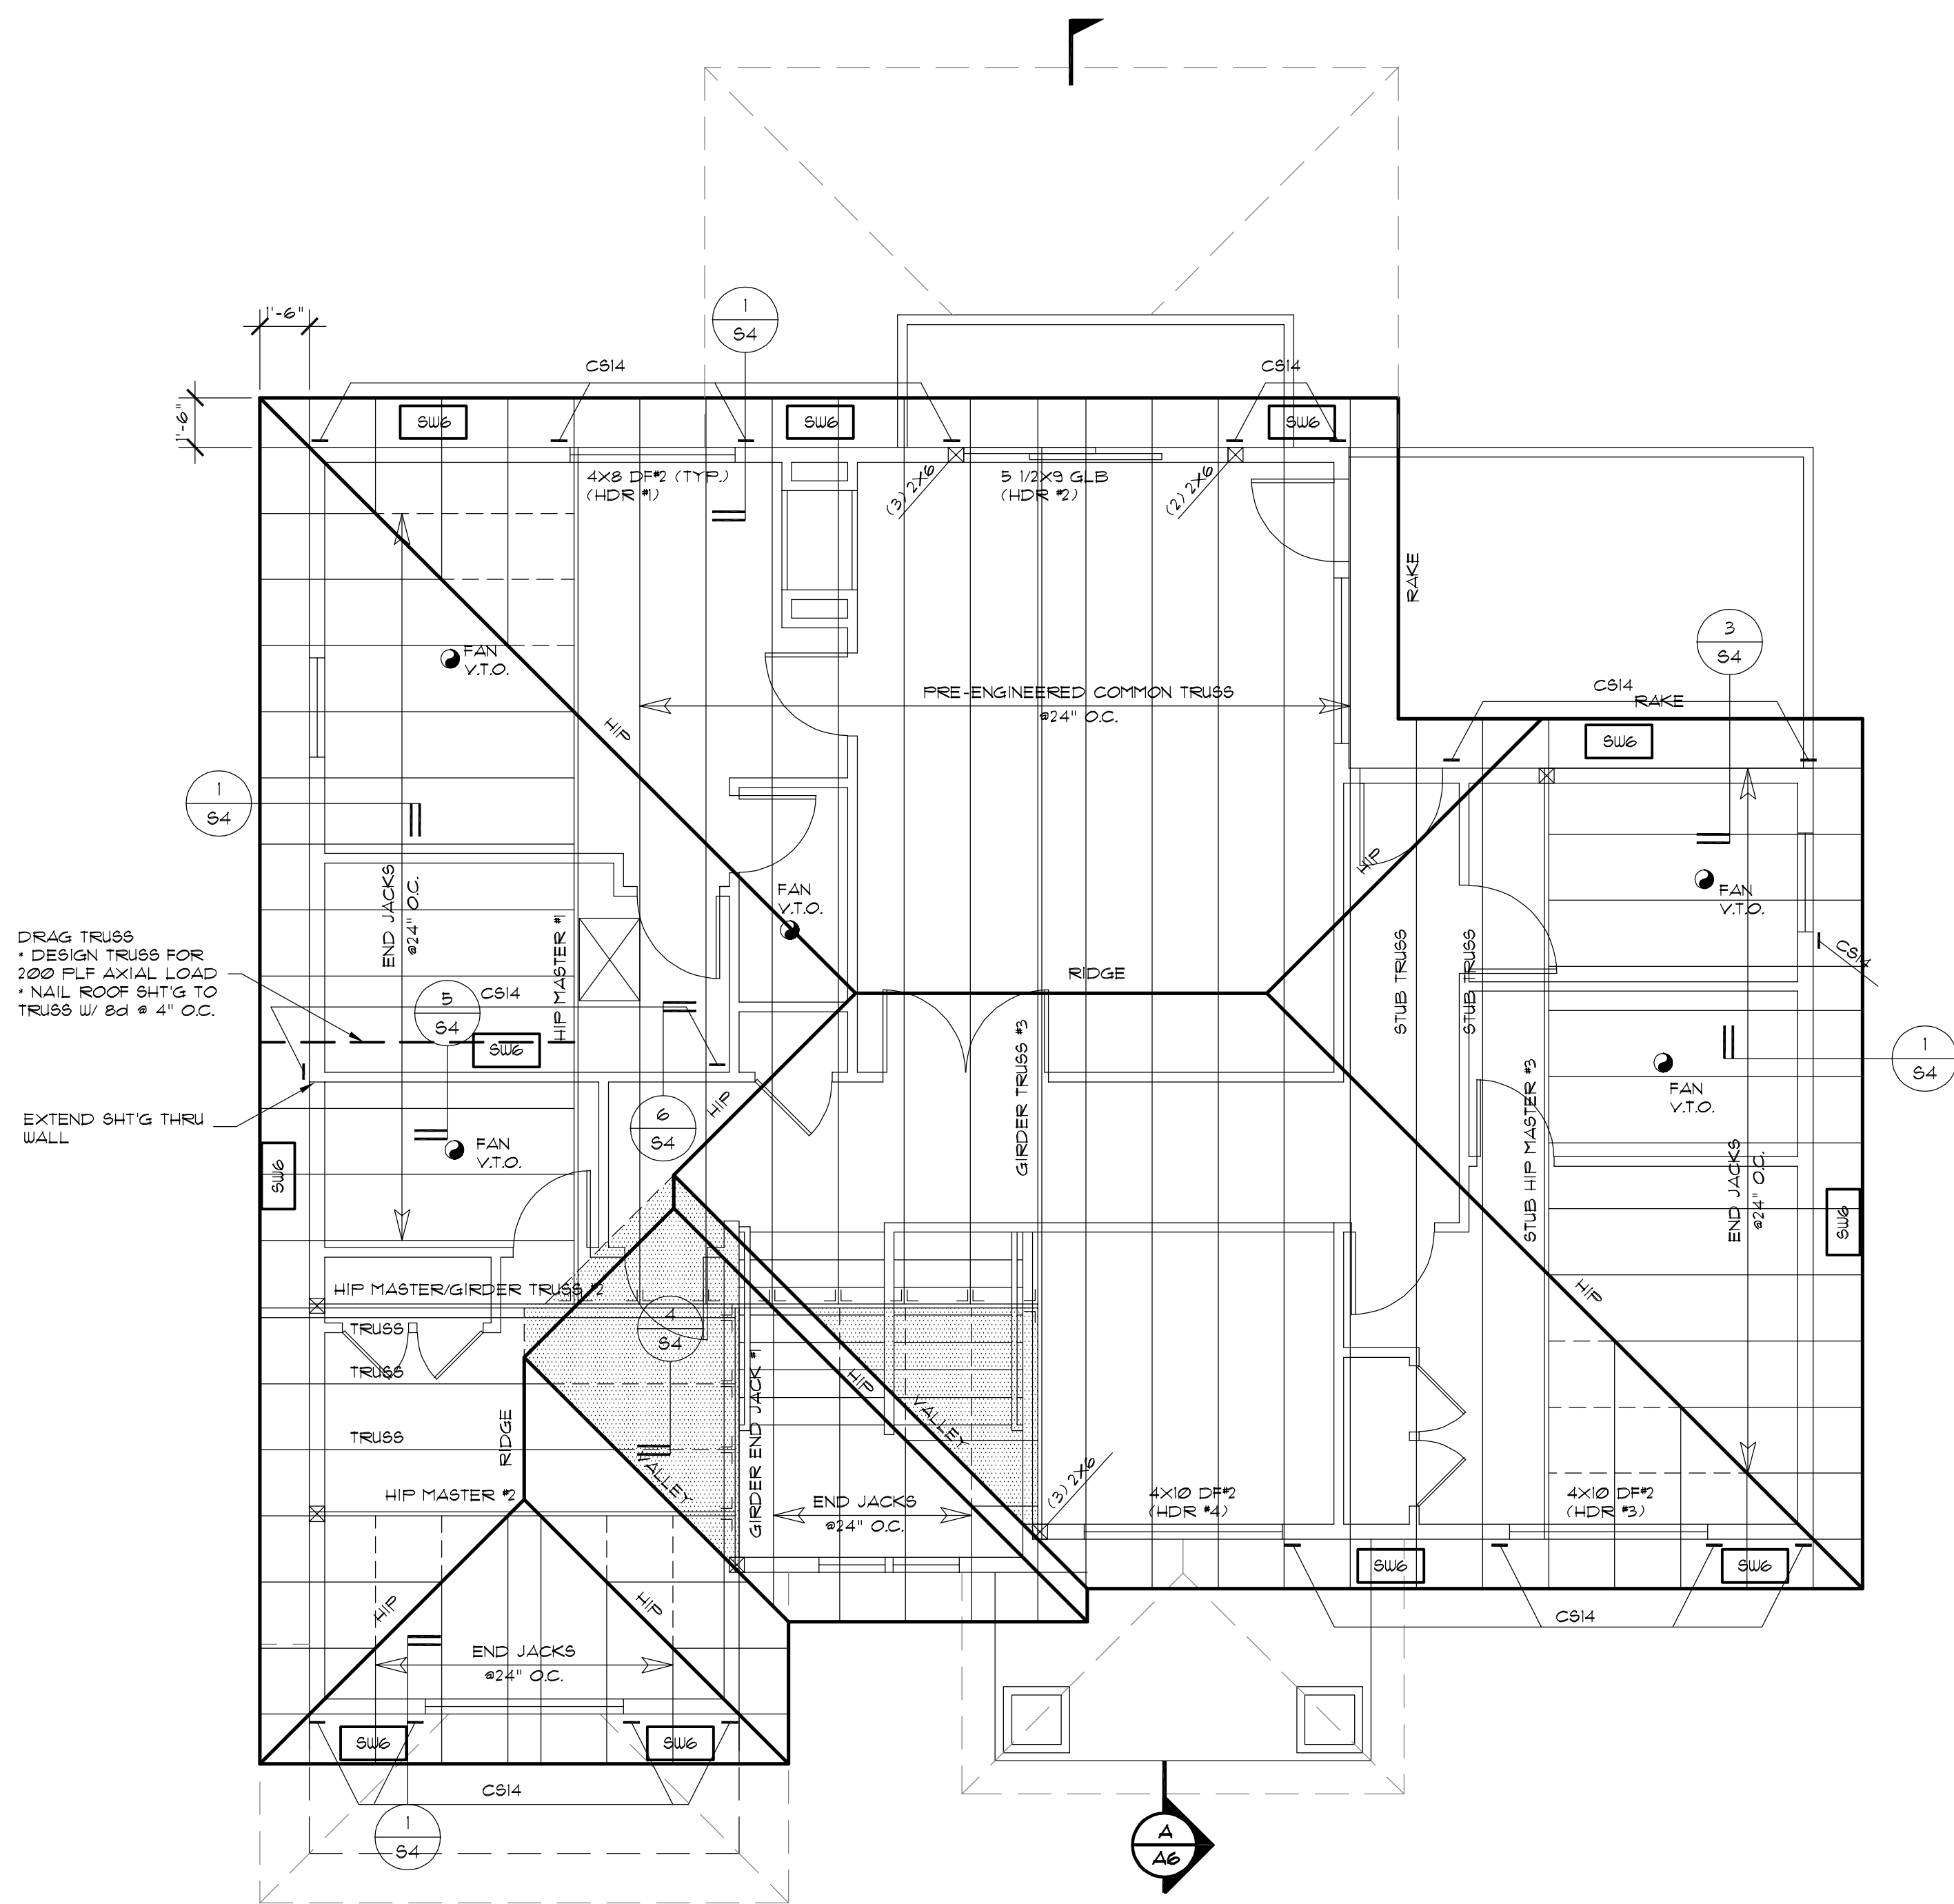 1'-6"
1
S4
CS14
CS14
1'-6"
SW6
SW6
SW6
4X8 DF#2 (TYP.)
(HDR #1)
(3) 2X6
5 1/2X9 GLB
(HDR #2)
(2) 2X6
RAKE
3
S4
FAN
V.T.O.
HIP
PRE-ENGINEERED COMMON TRUSS
@24" O.C.
CS14
RAKE
SW6
1
S4
HIP
FAN
V.T.O.
FAN
V.T.O.
END JACKS
@24" O.C.
HIP MASTER #1
DRAG TRUSS
* DESIGN TRUSS FOR
200 PLF AXIAL LOAD
* NAIL ROOF SHT'G TO
TRUSS W/ 8d @ 4" O.C.
CS14
5
S4
SW6
RIDGE
STUB TRUSS
STUB TRUSS
CS14
1
S4
FAN
V.T.O.
EXTEND SHT'G THRU
WALL
HIP
6
S4
GIRDER TRUSS #3
STUB HIP MASTER #3
FAN
V.T.O.
SW6
END JACKS
@24" O.C.
SW6
HIP MASTER/GIRDER TRUSS #2
TRUSS
TRUSS
TRUSS
4
S4
GIRDER END JACK #1
HIP
VALLEY
HIP
RIDGE
VALLEY
HIP MASTER #2
END JACKS
@24" O.C.
(3) 2X6
4X10 DF#2
(HDR #4)
4X10 DF#2
(HDR #3)
SW6
SW6
CS14
HIP
HIP
END JACKS
@24" O.C.
SW6
SW6
CS14
1
S4
A
A6